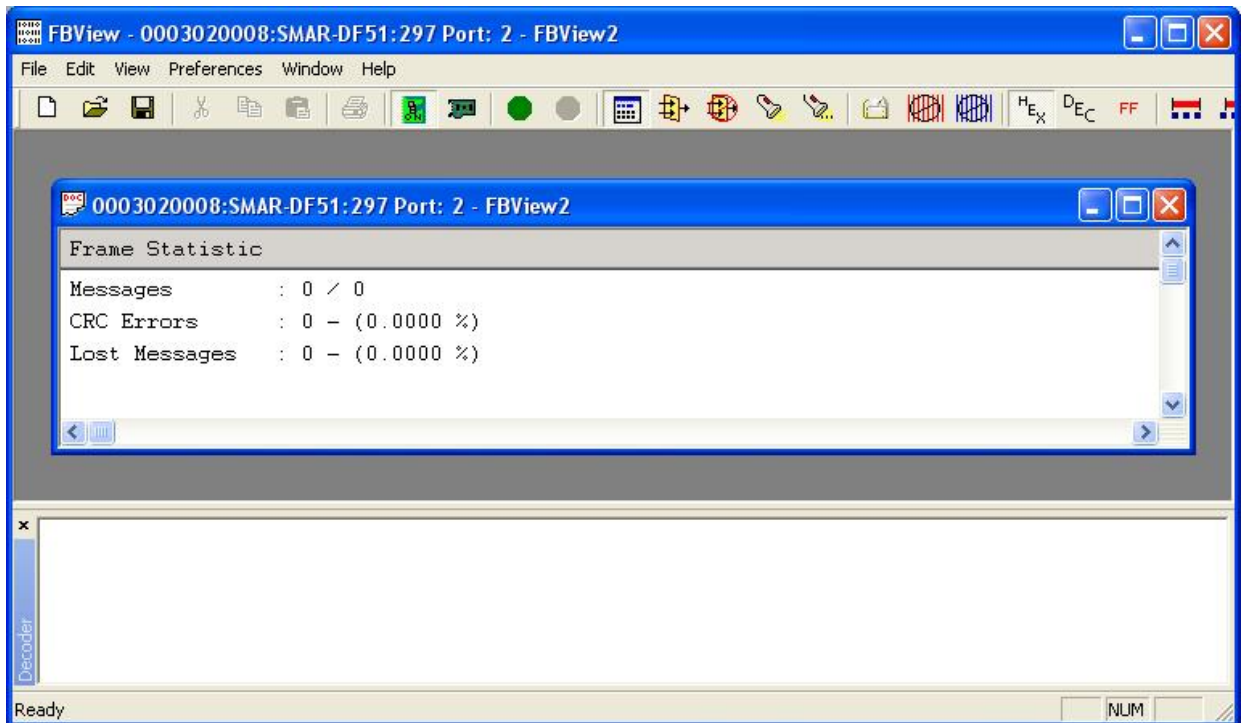 FBView - 0003020008:SMAR-DF51:297 Port: 2 - FBView2
File Edit View Preferences Window Help
HEX DEC FF
DOC 0003020008:SMAR-DF51:297 Port: 2 - FBView2
Frame Statistic
Messages : 0 / 0
CRC Errors : 0 - (0.0000 %)
Lost Messages : 0 - (0.0000 %)
Decoder
Ready NUM